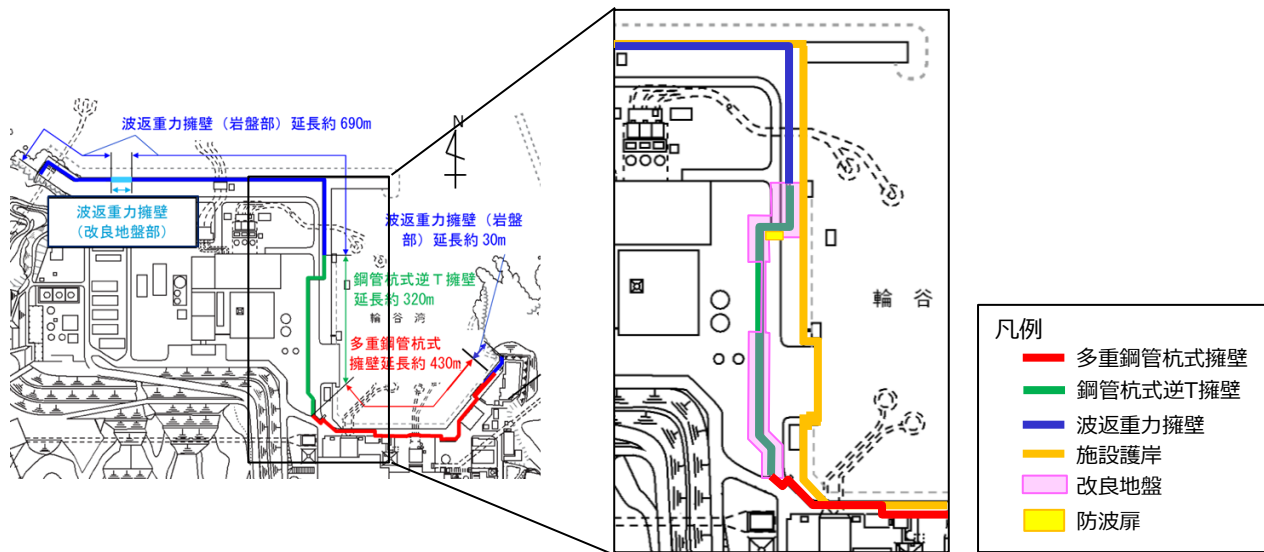 波返重力擁壁（岩盤部）延長約 690m
N
波返重力擁壁
（改良地盤部）
波返重力擁壁（岩盤
部）延長約 30m
鋼管杭式逆Ｔ擁壁
延長約 320m
輪 谷 湾
多重鋼管杭式
擁壁延長約 430m
輪 谷
凡例
多重鋼管杭式擁壁
鋼管杭式逆T擁壁
波返重力擁壁
施設護岸
改良地盤
防波扉